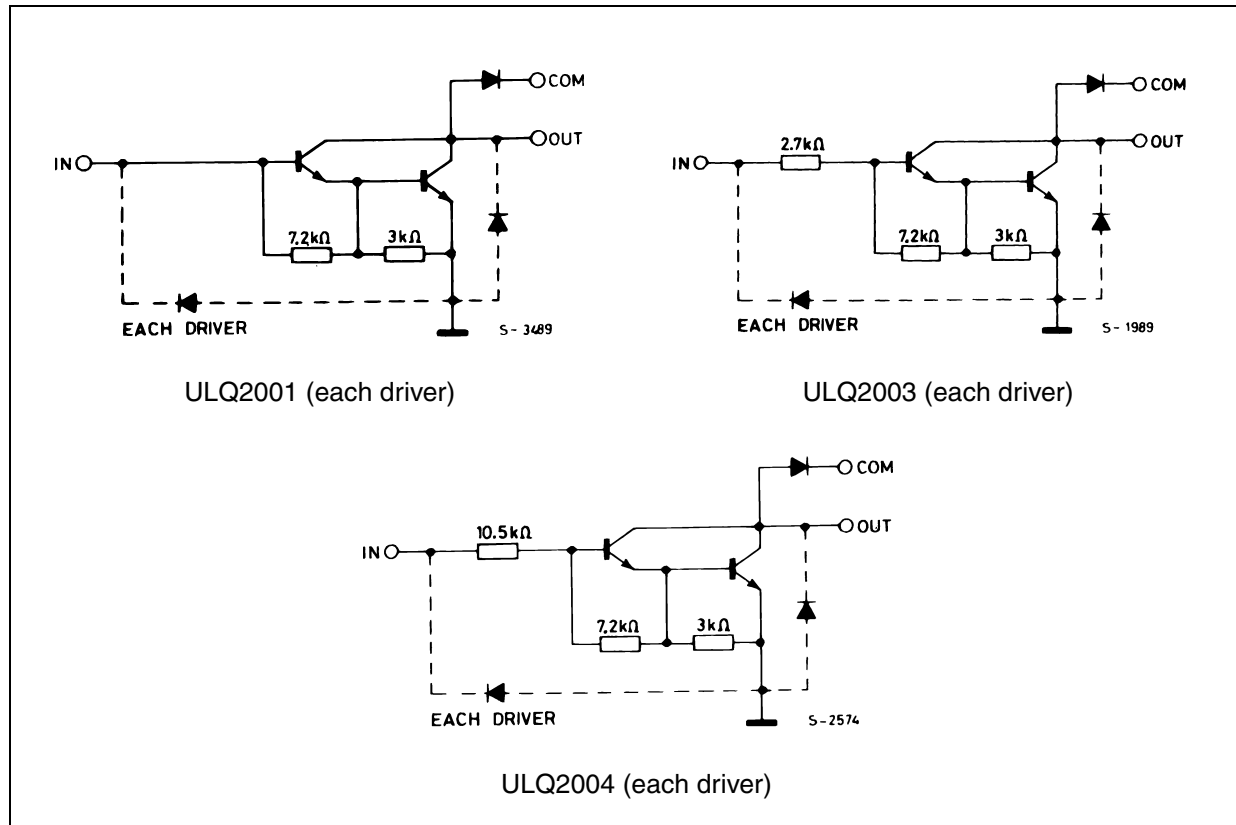 COM
OUT
IN
7.2kΩ
3kΩ
EACH DRIVER
S-3489
ULQ2001 (each driver)
COM
OUT
2.7kΩ
IN
7.2kΩ
3kΩ
EACH DRIVER
S-1989
ULQ2003 (each driver)
COM
OUT
10.5kΩ
IN
7.2kΩ
3kΩ
EACH DRIVER
S-2574
ULQ2004 (each driver)